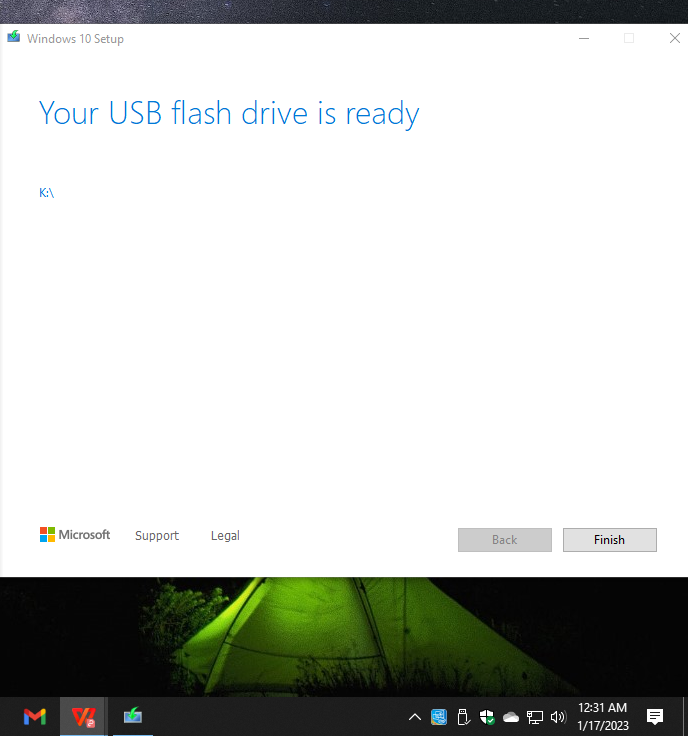 Windows 10 Setup
Your USB flash drive is ready
K:\
Microsoft Support Legal Back Finish
12:31 AM
1/17/2023